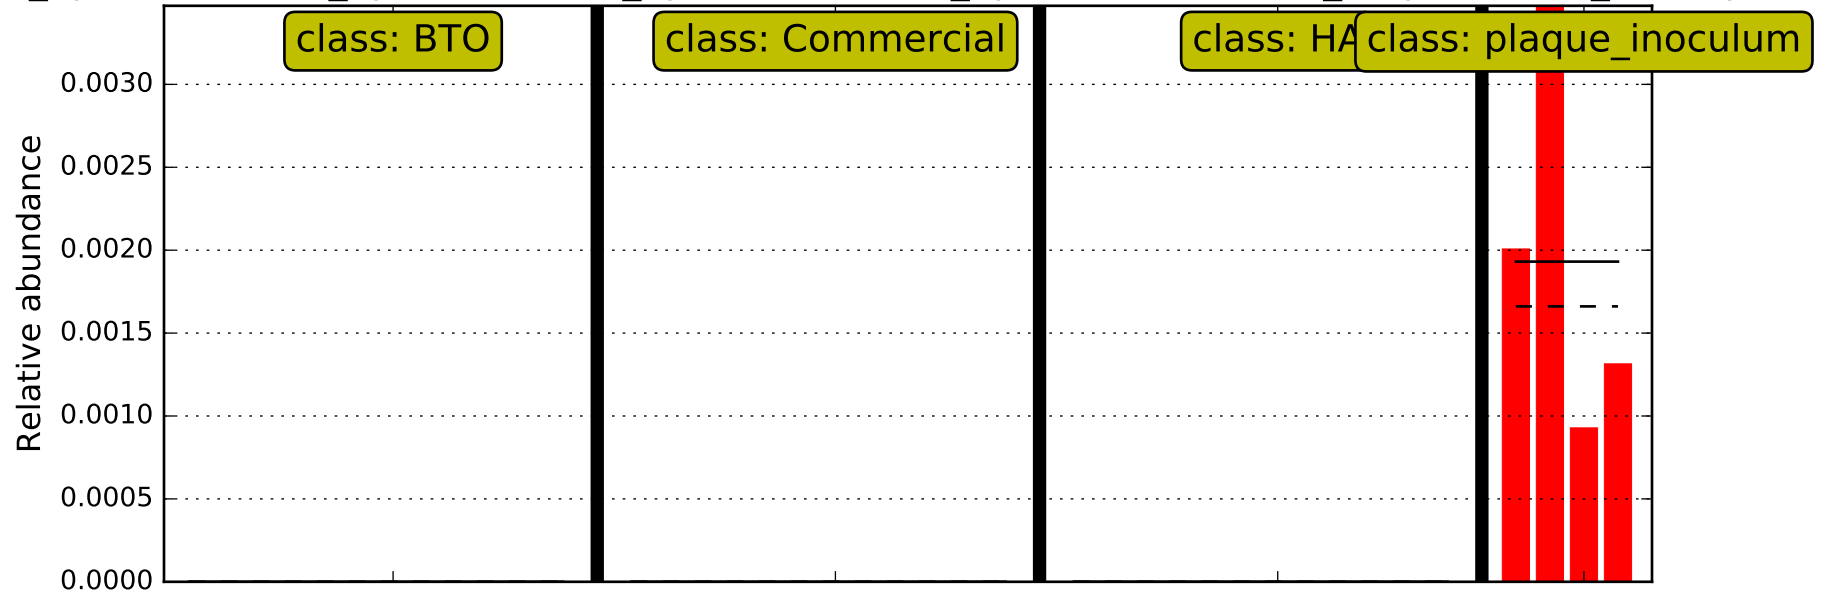 class: BTO
class: Commercial
class: HA
class: plaque_inoculum
Relative abundance
0.0030
0.0025
0.0020
0.0015
0.0010
0.0005
0.0000